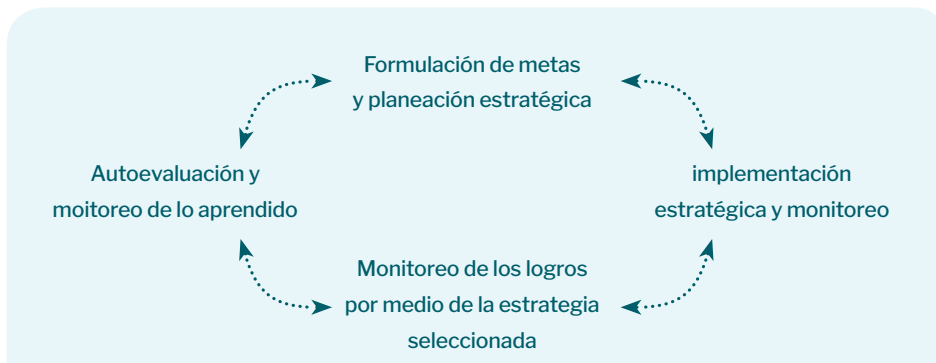 Formulación de metas
y planeación estratégica
Autoevaluación y
moitoreo de lo aprendido
implementación
estratégica y monitoreo
Monitoreo de los logros
por medio de la estrategia
seleccionada